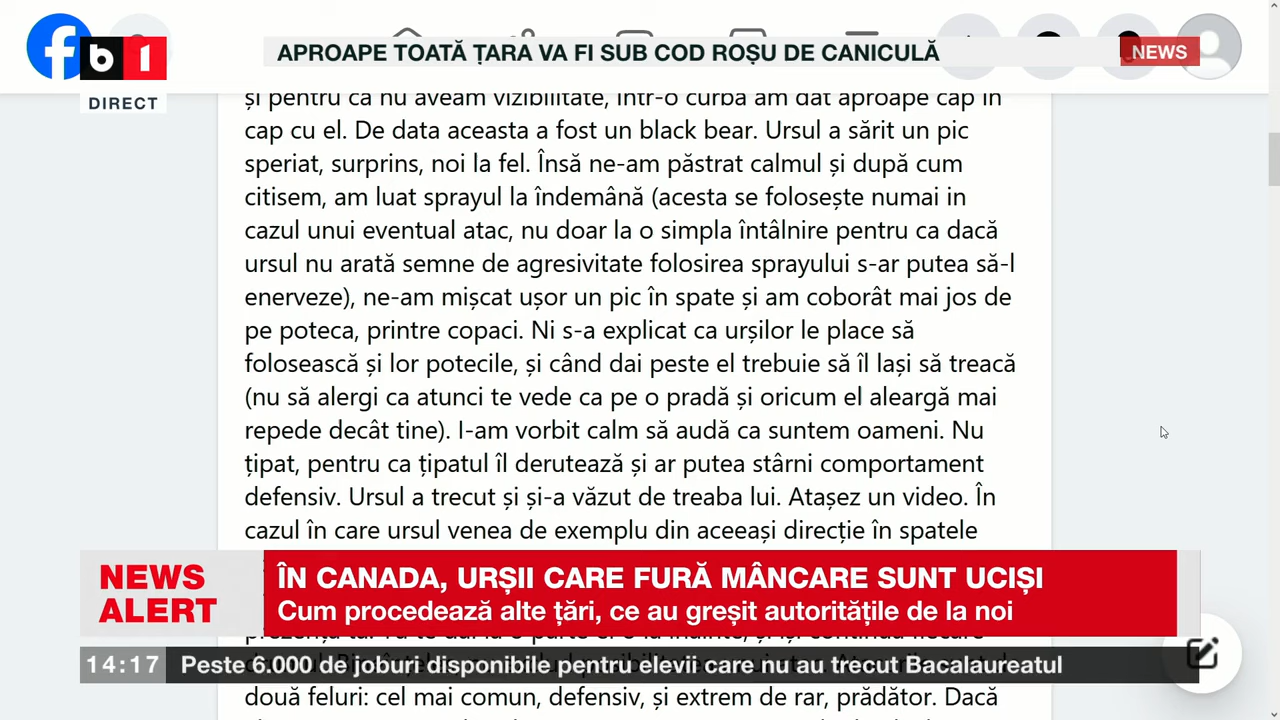 b1
DIRECT
APROAPE TOATĂ ȚARA VA FI SUB COD ROȘU DE CANICULĂ
NEWS
și pentru ca nu aveam vizibilitate, într-o curba am dat aproape cap în
cap cu el. De data aceasta a fost un black bear. Ursul a sărit un pic
speriat, surprins, noi la fel. Însă ne-am păstrat calmul și după cum
citisem, am luat sprayul la îndemână (acesta se folosește numai in
cazul unui eventual atac, nu doar la o simpla întâlnire pentru ca dacă
ursul nu arată semne de agresivitate folosirea sprayului s-ar putea să-l
enerveze), ne-am mișcat ușor un pic în spate și am coborât mai jos de
pe poteca, printre copaci. Ni s-a explicat ca urșilor le place să
folosească și lor potecile, și când dai peste el trebuie să îl lași să treacă
(nu să alergi ca atunci te vede ca pe o pradă și oricum el aleargă mai
repede decât tine). I-am vorbit calm să audă ca suntem oameni. Nu
țipat, pentru ca țipatul îl derutează și ar putea stârni comportament
defensiv. Ursul a trecut și și-a văzut de treaba lui. Atașez un video. În
cazul în care ursul venea de exemplu din aceeași direcție în spatele
NEWS ALERT
ÎN CANADA, URȘII CARE FURĂ MÂNCARE SUNT UCIȘI
Cum procedează alte țări, ce au greșit autoritățile de la noi
14:17 Peste 6.000 de joburi disponibile pentru elevii care nu au trecut Bacalaureatul
două feluri: cel mai comun, defensiv, și extrem de rar, prădător. Dacă